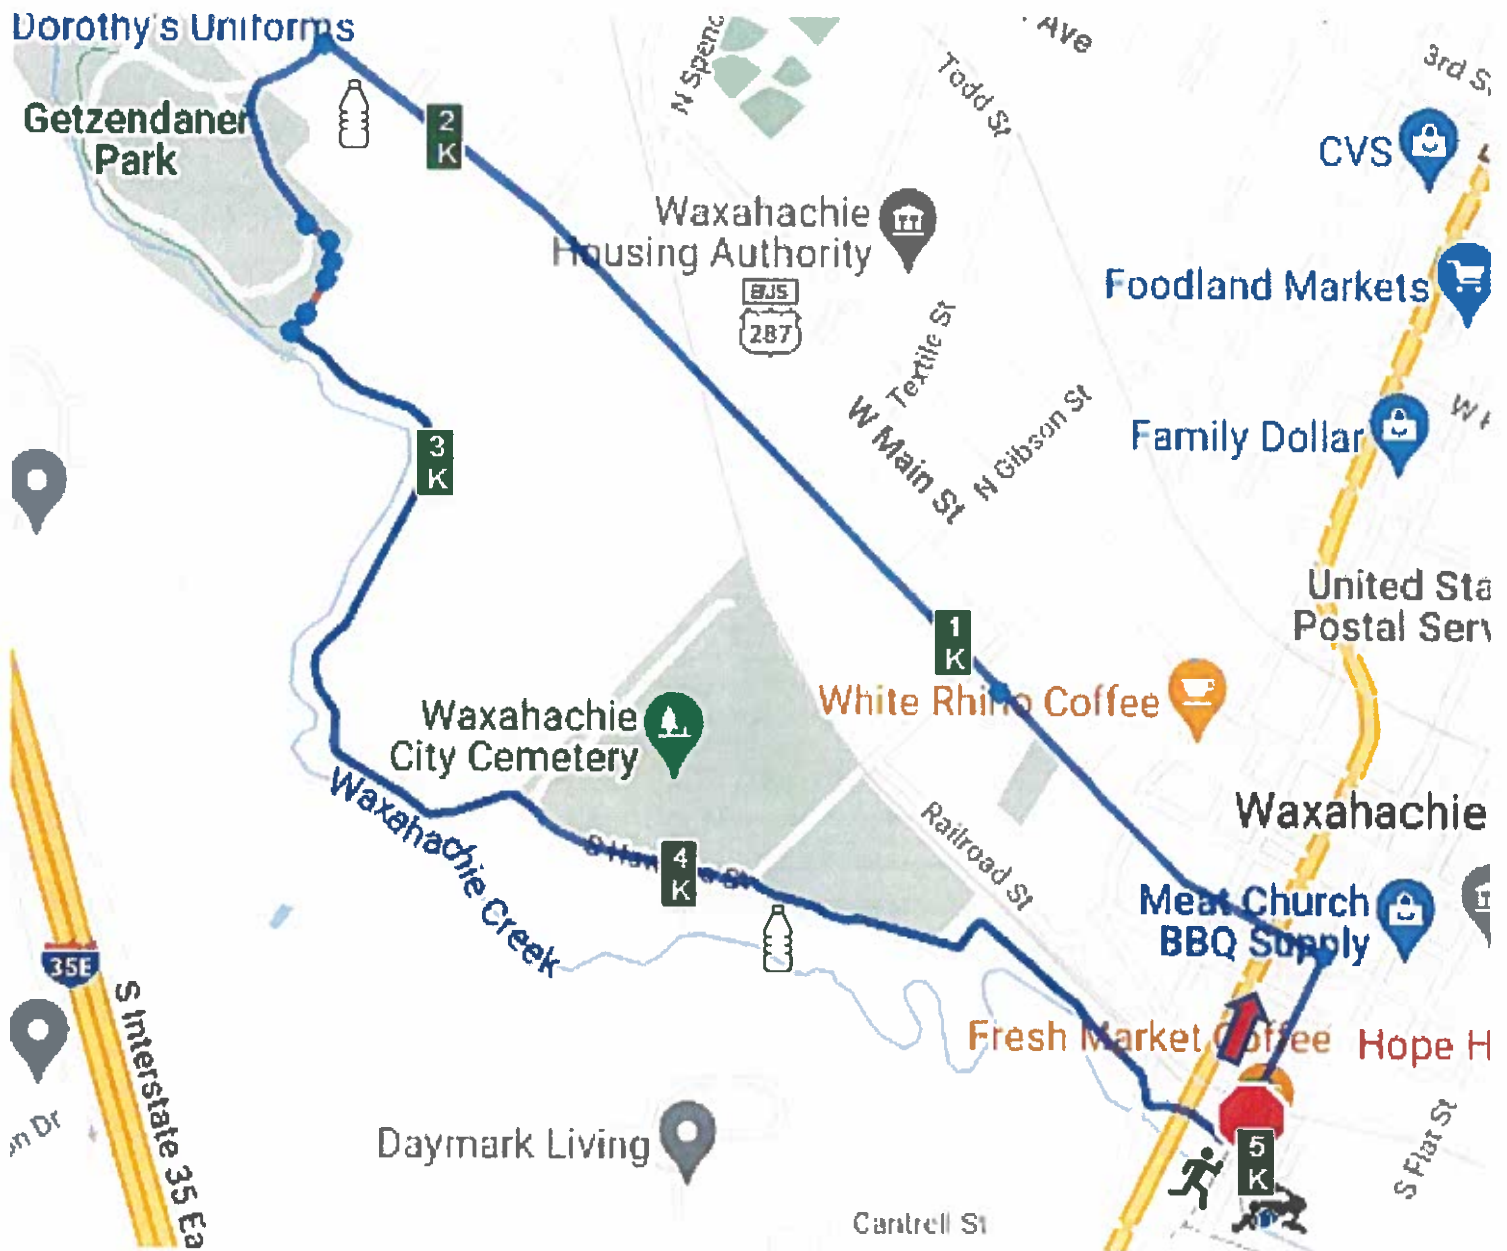 Dorothy's Uniforms
Ave
N Spenc
3rd S
Todd St
Getzendaner
Park
2
K
CVS
Waxahachie
Housing Authority
BUS
287
Foodland Markets
Textile St
W Main St
N Gibson St
Family Dollar
3
K
United Sta
Postal Serv
1
K
White Rhino Coffee
Waxahachie
City Cemetery
Waxahachie Creek
Railroad St
Waxahachie
4
K
Meat Church
BBQ Supply
35E
S Interstate 35 Ea
Fresh Market Coffee
Hope H
on Dr
Daymark Living
5
K
S Flat St
Cantrell St